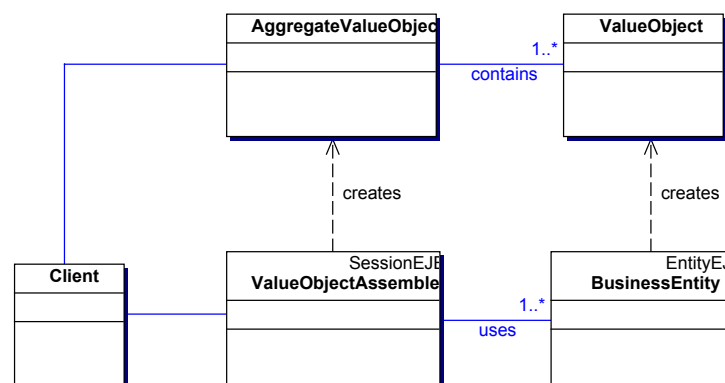 AggregateValueObjec
ValueObject
1..*
contains
creates
creates
SessionEJB
EntityEJ
Client
ValueObjectAssemble
BusinessEntity
1..*
uses